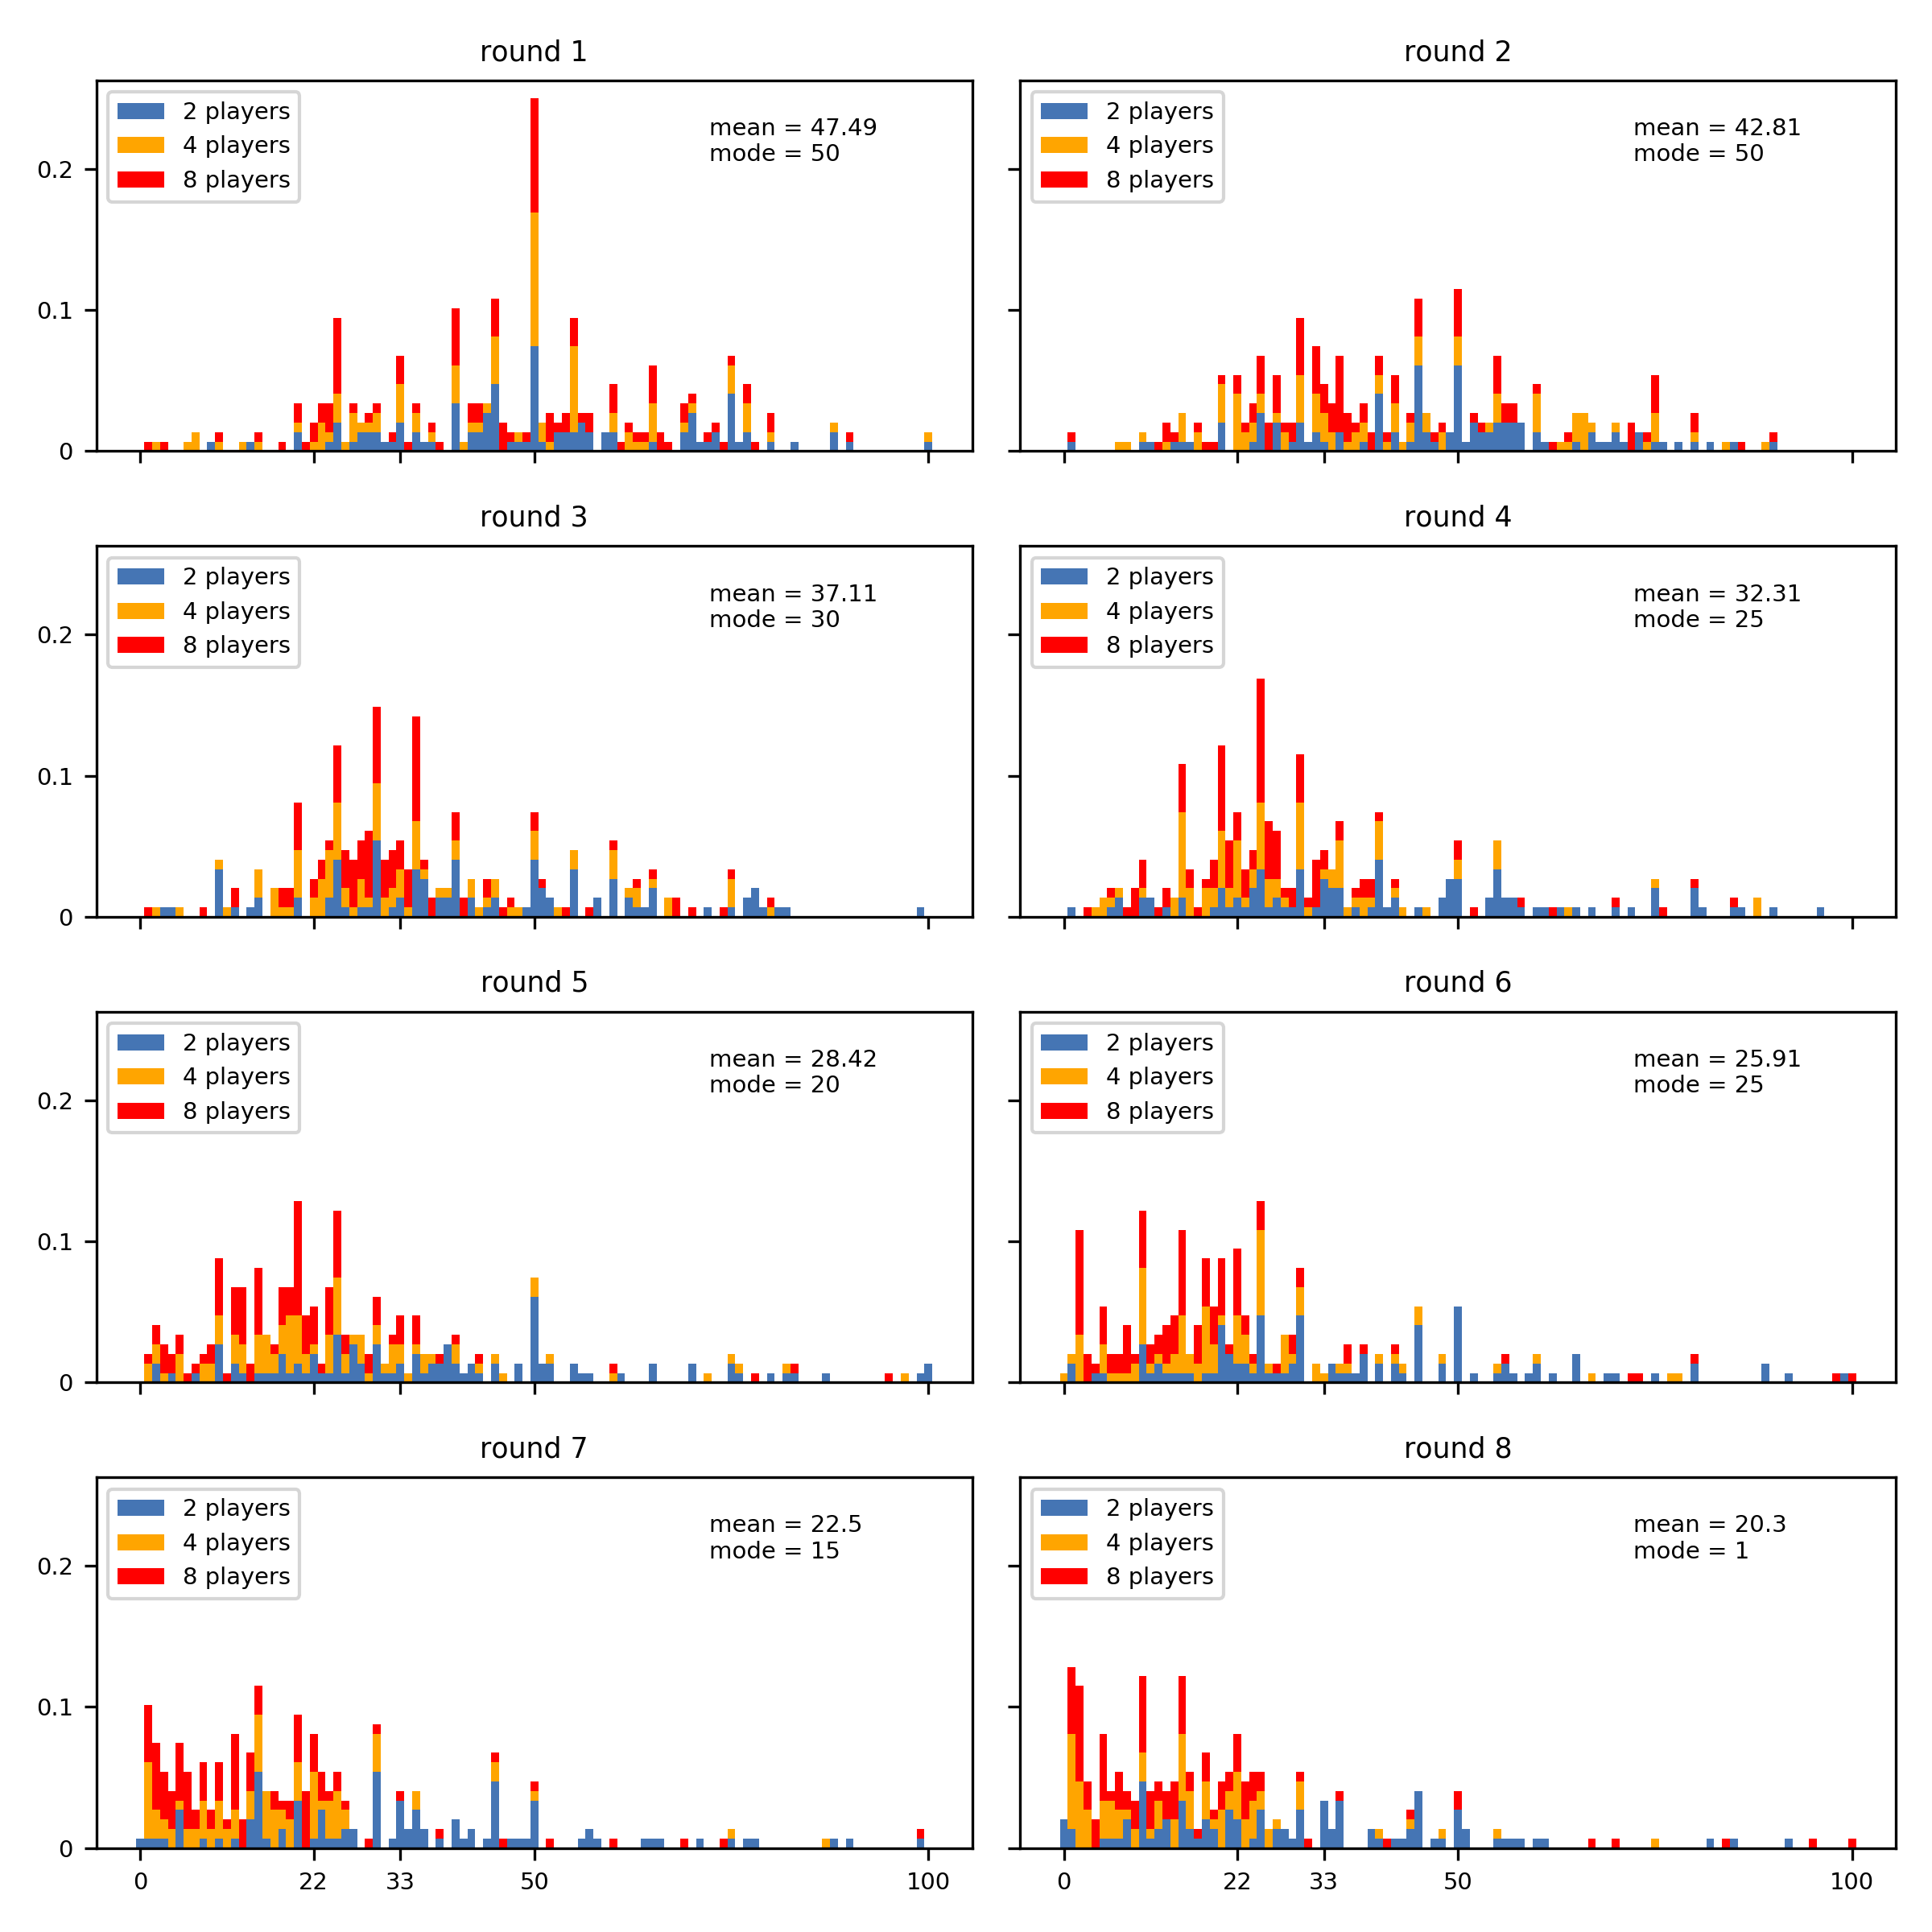 round 1
2 players
4 players
8 players
mean = 47.49
mode = 50
0.2
0.1
0
round 2
2 players
4 players
8 players
mean = 42.81
mode = 50
round 3
2 players
4 players
8 players
mean = 37.11
mode = 30
0.2
0.1
0
round 4
2 players
4 players
8 players
mean = 32.31
mode = 25
round 5
2 players
4 players
8 players
mean = 28.42
mode = 20
0.2
0.1
0
round 6
2 players
4 players
8 players
mean = 25.91
mode = 25
round 7
2 players
4 players
8 players
mean = 22.5
mode = 15
0.2
0.1
0
0 22 33 50 100
round 8
2 players
4 players
8 players
mean = 20.3
mode = 1
0 22 33 50 100